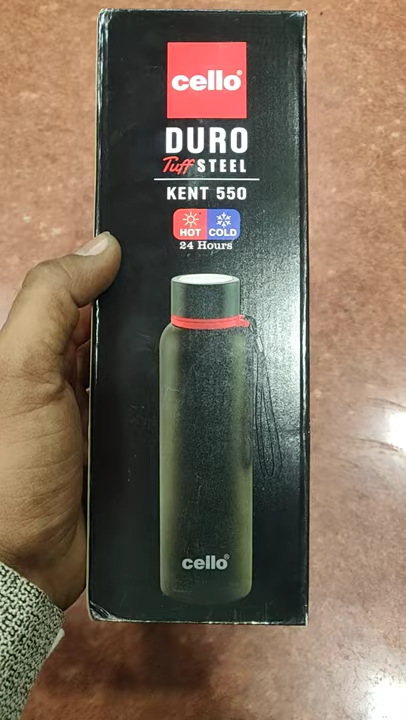 cello®
DURO
Tuff STEEL
KENT 550
HOT COLD
24 Hours
cello®